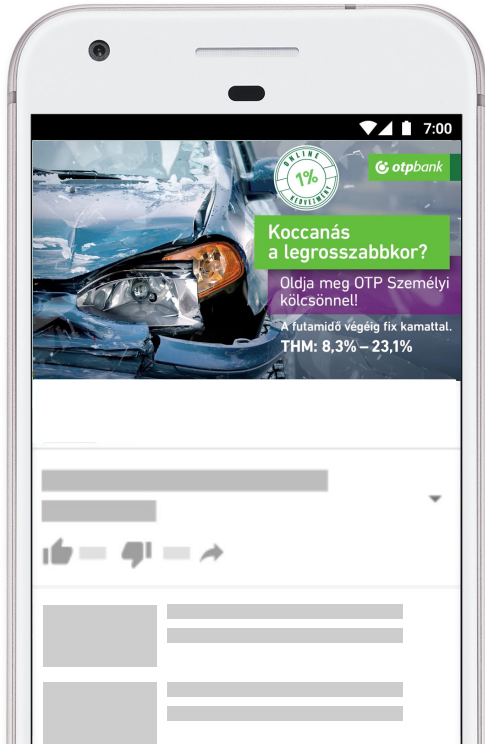 7:00
ONLINE
1%
KEDVEZMÉNY
otpbank
Koccanás
a legrosszabbkor?
Oldja meg OTP Személyi
kölcsönnel!
A futamidő végéig fix kamattal.
THM: 8,3% – 23,1%